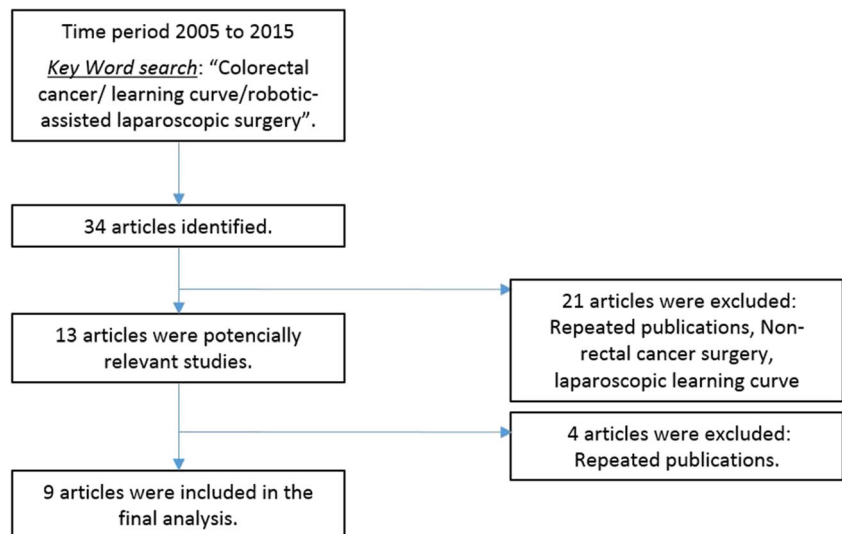 Time period 2005 to 2015
Key Word search: “Colorectal
cancer/ learning curve/robotic-
assisted laparoscopic surgery”.
34 articles identified.
21 articles were excluded:
Repeated publications, Non-
rectal cancer surgery,
laparoscopic learning curve
13 articles were potencially
relevant studies.
4 articles were excluded:
Repeated publications.
9 articles were included in the
final analysis.